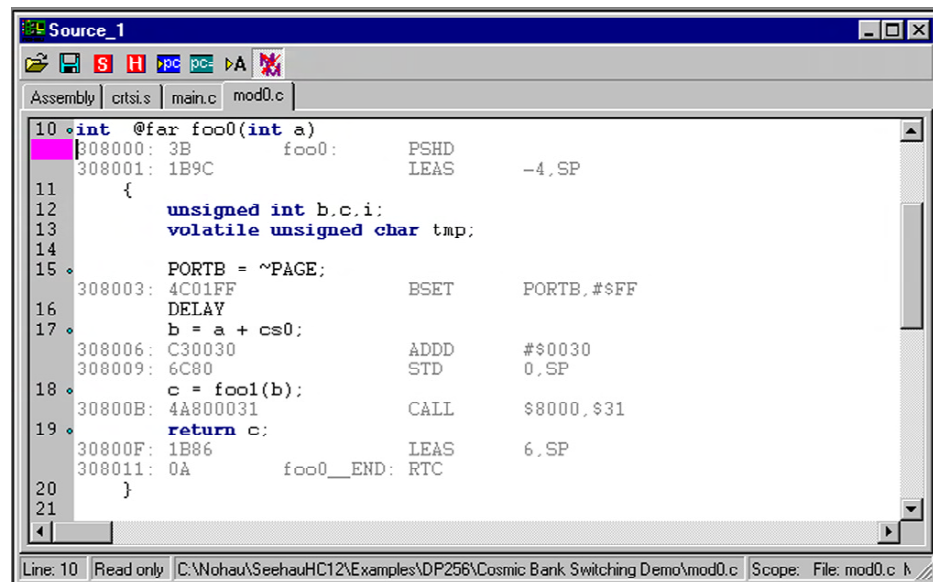 Source_1
S H pc pc= A M
Assembly crtsi.s main.c mod0.c
10 int @far foo0(int a)
308000: 3B foo0: PSHD
308001: 1B9C LEAS -4,SP
11 {
12 unsigned int b,c,i;
13 volatile unsigned char tmp;
14
15 PORTB = ~PAGE;
308003: 4C01FF BSET PORTB,#$FF
16 DELAY
17 b = a + cs0;
308006: C30030 ADDD #$0030
308009: 6C80 STD 0,SP
18 c = foo1(b);
30800B: 4A800031 CALL $8000,$31
19 return c;
30800F: 1B86 LEAS 6,SP
308011: 0A foo0__END: RTC
20 }
21
Line: 10 Read only C:\Nohau\SeehauHC12\Examples\DP256\Cosmic Bank Switching Demo\mod0.c Scope: File: mod0.c